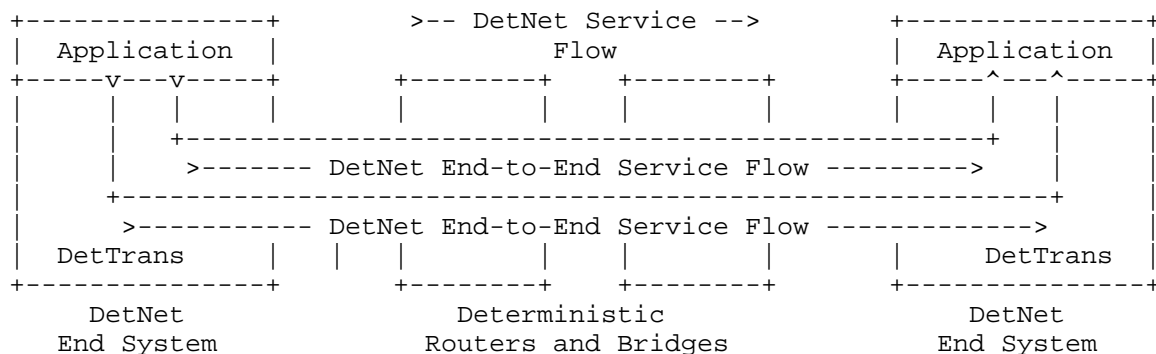 +---------------+        >-- DetNet Service -->        +---------------+
|  Application  |                 Flow                  |  Application  |
+-----v---v-----+       +--------+    +--------+       +-----^---^-----+
|     |   |     |       |        |    |        |       |     |   |     |
|     |   +--------------------------------------------------+   |     |
|     |    >------- DetNet End-to-End Service Flow --------->    |     |
|     +----------------------------------------------------------+     |
|      >----------- DetNet End-to-End Service Flow ------------->      |
|  DetTrans     |   |   |        |    |        |       |     DetTrans  |
+---------------+       +--------+    +--------+       +---------------+
DetNet                 Deterministic                  DetNet
End System             Routers and Bridges            End System